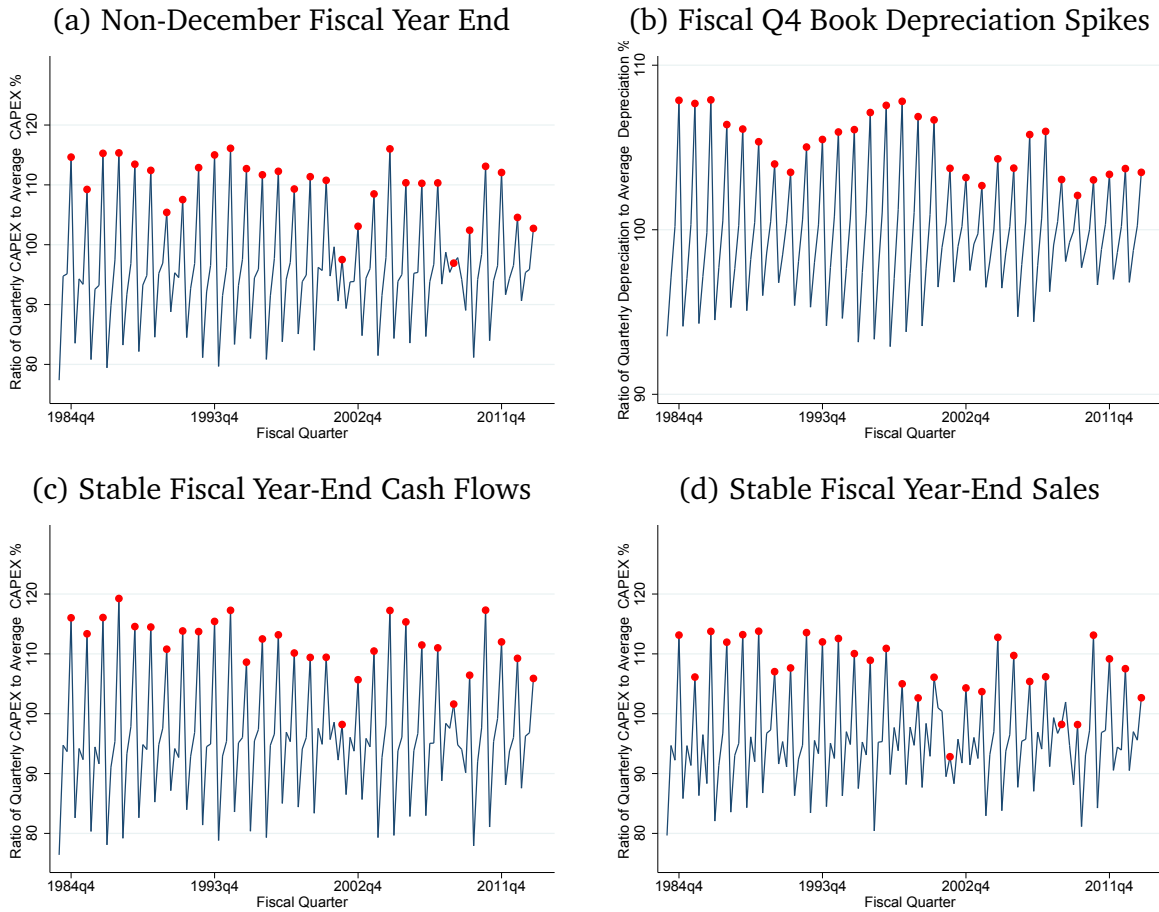 (a) Non-December Fiscal Year End
Ratio of Quarterly CAPEX to Average CAPEX %
120
110
100
90
80
1984q4 1993q4 2002q4 2011q4
Fiscal Quarter
(b) Fiscal Q4 Book Depreciation Spikes
Ratio of Quarterly Depreciation to Average Depreciation %
110
100
90
1984q4 1993q4 2002q4 2011q4
Fiscal Quarter
(c) Stable Fiscal Year-End Cash Flows
Ratio of Quarterly CAPEX to Average CAPEX %
120
110
100
90
80
1984q4 1993q4 2002q4 2011q4
Fiscal Quarter
(d) Stable Fiscal Year-End Sales
Ratio of Quarterly CAPEX to Average CAPEX %
120
110
100
90
80
1984q4 1993q4 2002q4 2011q4
Fiscal Quarter